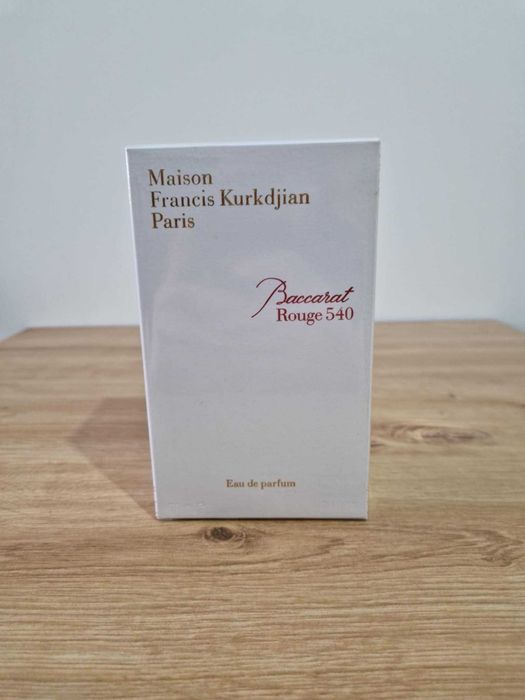 Maison
Francis Kurkdjian
Paris
Baccarat
Rouge 540
Eau de parfum